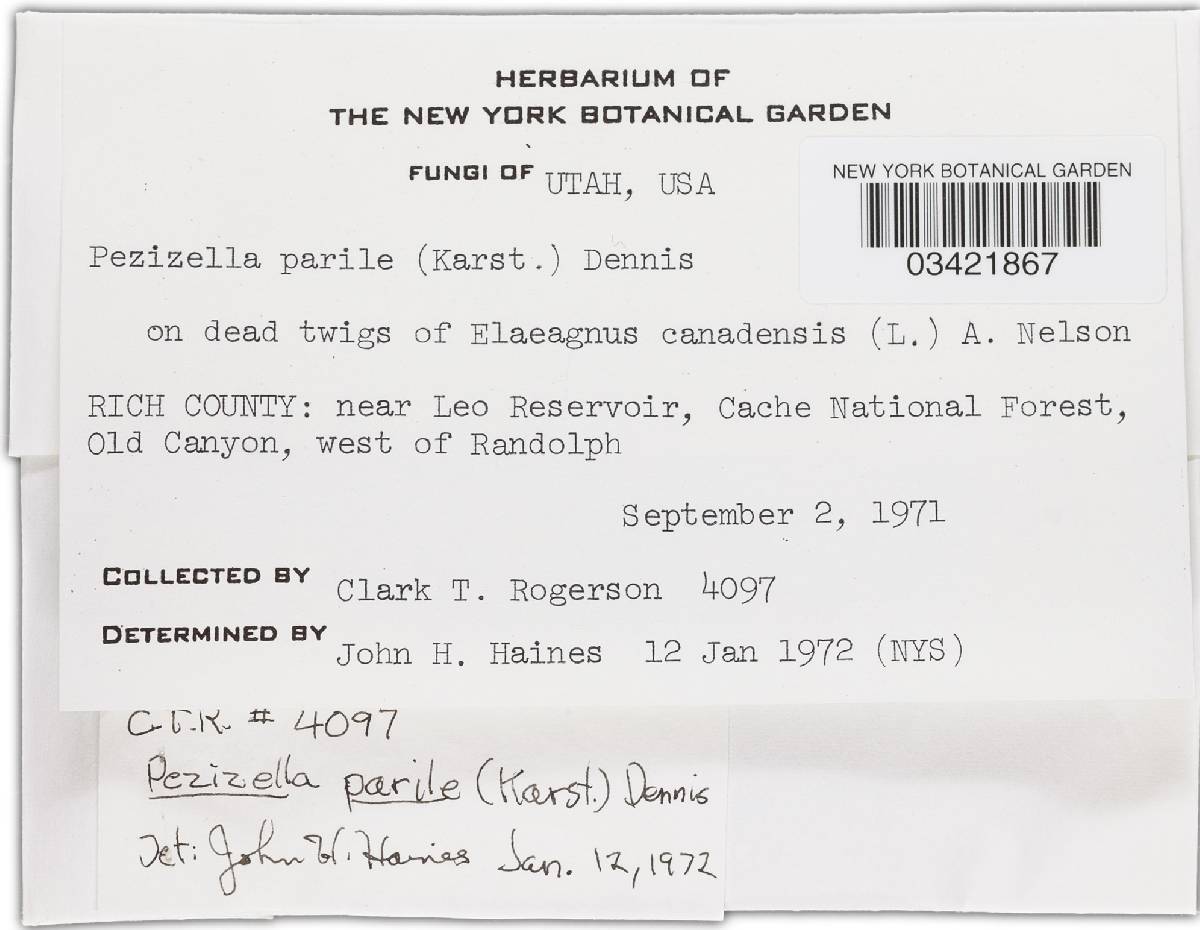 HERBARIUM OF
THE NEW YORK BOTANICAL GARDEN
FUNGI OF UTAH, USA
NEW YORK BOTANICAL GARDEN
03421867
Pezizella parile (Karst.) Dennis
on dead twigs of Elaeagnus canadensis (L.) A. Nelson
RICH COUNTY: near Leo Reservoir, Cache National Forest,
Old Canyon, west of Randolph
September 2, 1971
COLLECTED BY Clark T. Rogerson 4097
DETERMINED BY John H. Haines 12 Jan 1972 (NYS)
C.T.R. # 4097
Pezizella parile (Karst.) Dennis
Det: John H. Haines Jan. 12, 1972